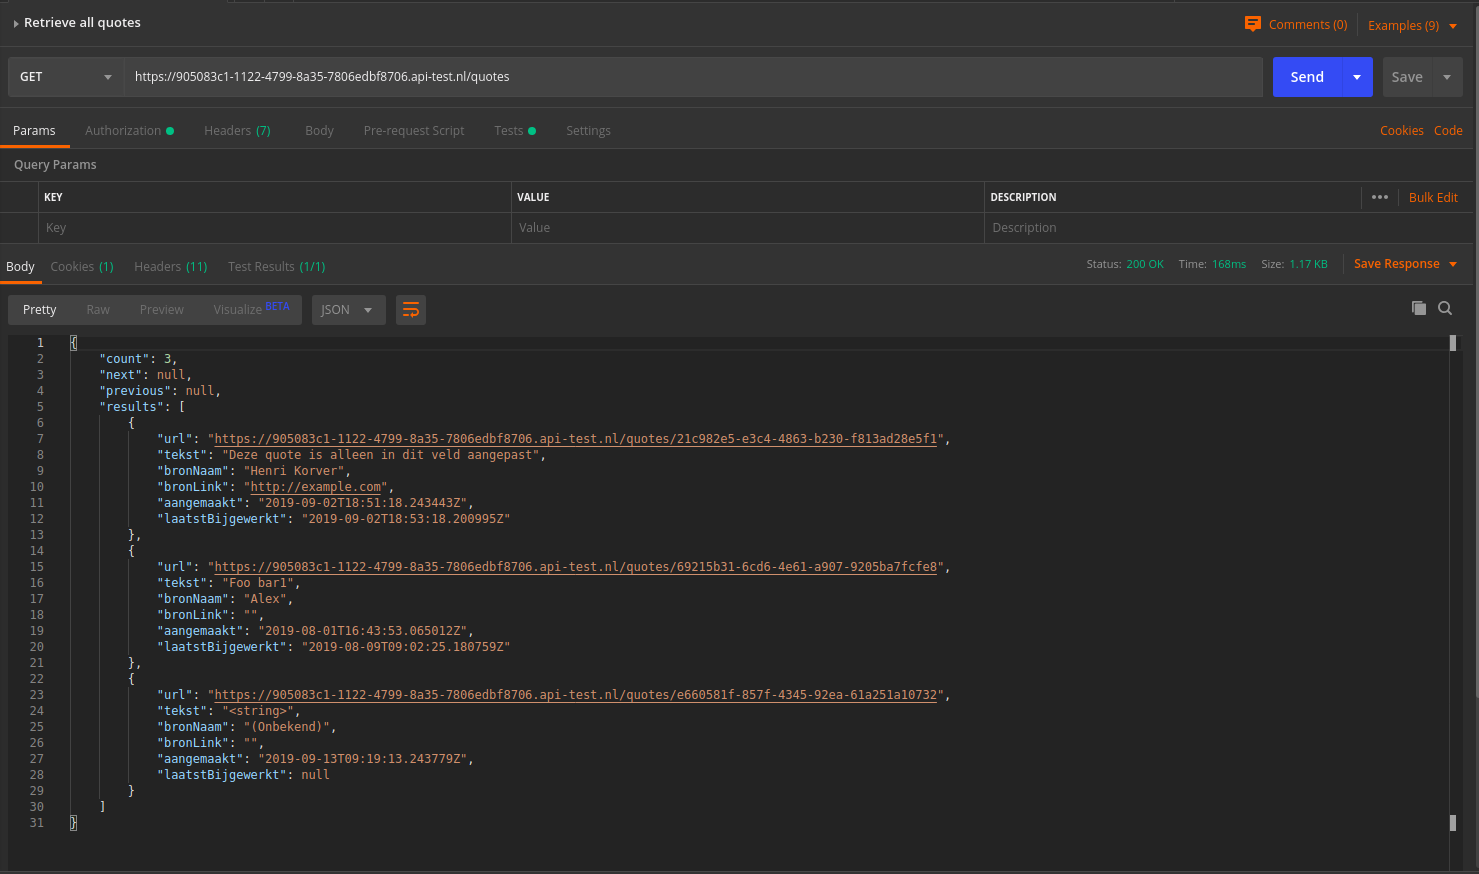 Retrieve all quotes
Comments (0)
Examples (9)
GET
https://905083c1-1122-4799-8a35-7806edbf8706.api-test.nl/quotes
Send
Save
Params
Authorization
Headers (7)
Body
Pre-request Script
Tests
Settings
Cookies
Code
Query Params
KEY
VALUE
DESCRIPTION
Bulk Edit
Key
Value
Description
Body
Cookies (1)
Headers (11)
Test Results (1/1)
Status: 200 OK
Time: 168ms
Size: 1.17 KB
Save Response
Pretty
Raw
Preview
Visualize BETA
JSON
1 {
2 "count": 3,
3 "next": null,
4 "previous": null,
5 "results": [
6 {
7 "url": "https://905083c1-1122-4799-8a35-7806edbf8706.api-test.nl/quotes/21c982e5-e3c4-4863-b230-f813ad28e5f1",
8 "tekst": "Deze quote is alleen in dit veld aangepast",
9 "bronNaam": "Henri Korver",
10 "bronLink": "http://example.com",
11 "aangemaakt": "2019-09-02T18:51:18.243443Z",
12 "laatstBijgewerkt": "2019-09-02T18:53:18.200995Z"
13 },
14 {
15 "url": "https://905083c1-1122-4799-8a35-7806edbf8706.api-test.nl/quotes/69215b31-6cd6-4e61-a907-9205ba7fcfe8",
16 "tekst": "Foo bar1",
17 "bronNaam": "Alex",
18 "bronLink": "",
19 "aangemaakt": "2019-08-01T16:43:53.065012Z",
20 "laatstBijgewerkt": "2019-08-09T09:02:25.180759Z"
21 },
22 {
23 "url": "https://905083c1-1122-4799-8a35-7806edbf8706.api-test.nl/quotes/e660581f-857f-4345-92ea-61a251a10732",
24 "tekst": "<string>",
25 "bronNaam": "(Onbekend)",
26 "bronLink": "",
27 "aangemaakt": "2019-09-13T09:19:13.243779Z",
28 "laatstBijgewerkt": null
29 }
30 ]
31 }